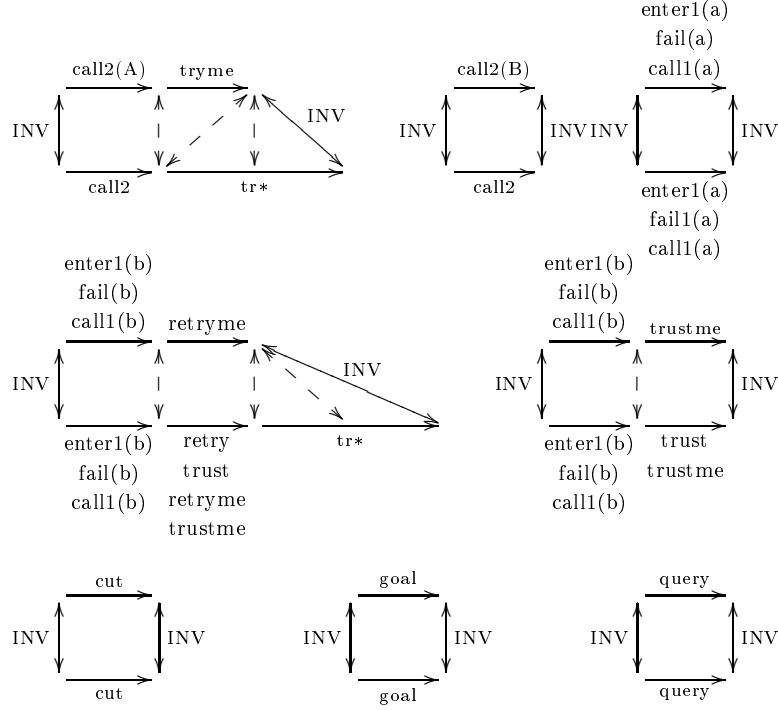 call2(A) tryme
INV INV
call2 tr*
call2(B)
INV INV
call2
enter1(a)
fail(a)
call1(a)
INV INV
enter1(a)
fail1(a)
call1(a)
enter1(b)
fail(b)
call1(b) retryme
INV INV
enter1(b) retry tr*
fail(b) trust
call1(b) retryme
trustme
enter1(b)
fail(b)
call1(b) trustme
INV INV
enter1(b) trust
fail(b) trustme
call1(b)
cut
INV INV
cut
goal
INV INV
goal
query
INV INV
query